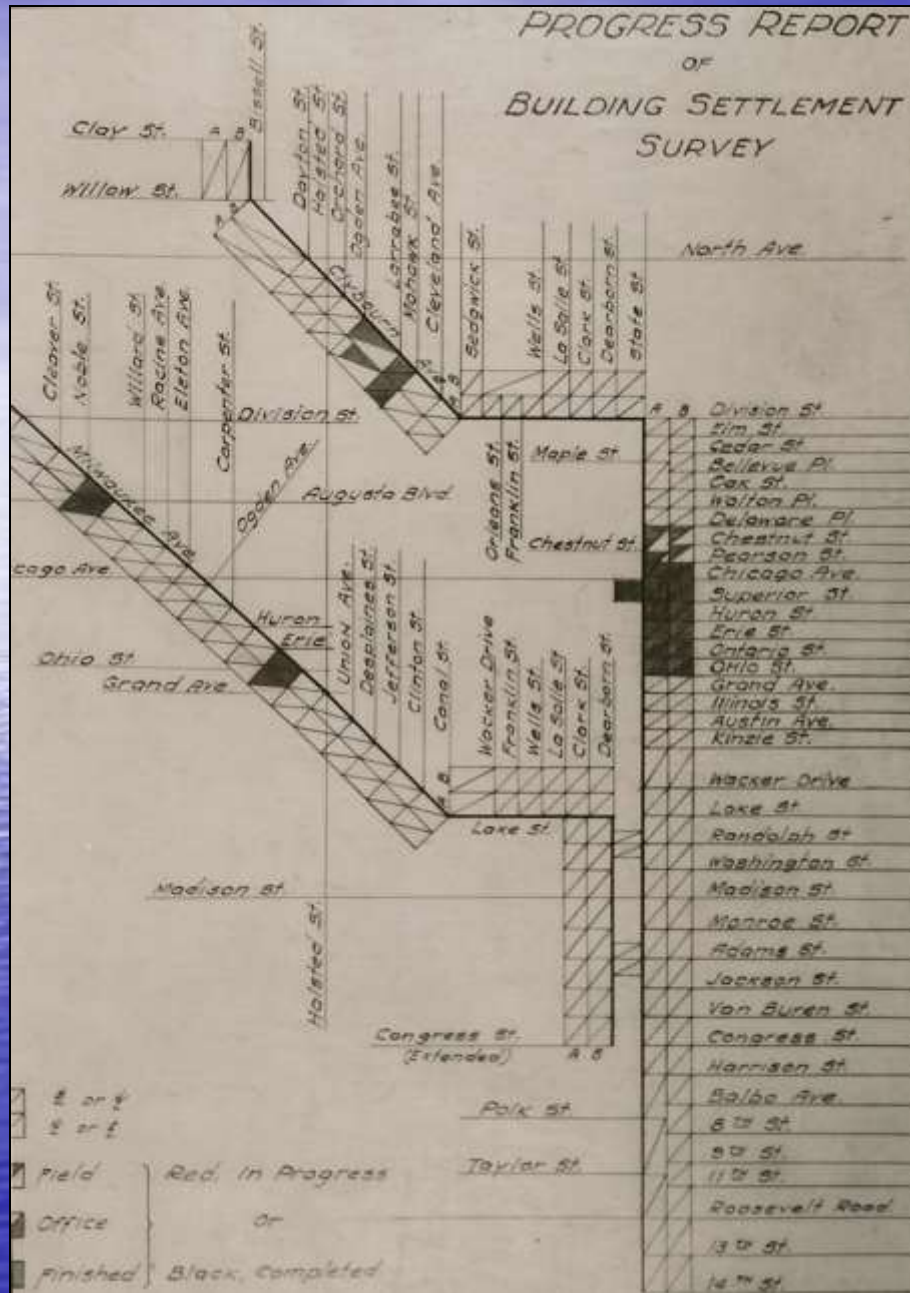 PROGRESS REPORT
OF
BUILDING SETTLEMENT
SURVEY
Bissell St.
Clay St.
A B
Willow St.
A B
Dayton St
Halsted St
Orchard St
Ogden Ave
Larrabee St.
Mohawk St
Cleveland Ave
Clybourn Ave
A B
Sedgwick St.
Wells St
La Salle St
Clark St
Dearborn St.
State St
North Ave.
Cleaver St
Noble St.
Willard St
Racine Ave.
Elston Ave.
Carpenter St.
Division St.
Ogden Ave.
Milwaukee Ave
Augusta Blvd.
cago Ave
Orleans St
Franklin St
Maple St
Chestnut St.
A B
Division St.
Elm St.
Cedar St
Bellevue Pl.
Oak St.
Walton Pl.
Delaware Pl.
Chestnut St.
Pearson St.
Chicago Ave.
Superior St.
Huron St.
Erie St.
Ontario St.
Ohio St.
Grand Ave.
Illinois St.
Austin Ave.
Kinzie St.
Wacker Drive
Lake St
Randolph St
Washington St.
Madison St.
Monroe St.
Adams St.
Jackson St.
Van Buren St.
Congress St.
Harrison St.
Balbo Ave.
8TH St.
9TH St.
11TH St.
Roosevelt Road
13TH St.
14TH St.
Huron
Erie
Ohio St.
Grand Ave.
Union Ave.
Desplaines St
Jefferson St
Clinton St
Canal St.
A B
Wacker Drive
Franklin St
Wells St
La Salle St
Clark St
Dearborn St
Lake St.
Madison St.
Halsted St
Congress St.
(Extended)
A B
Polk St
Taylor St.
or
or
Field
Office
Finished
Red, In Progress
or
Black, Completed